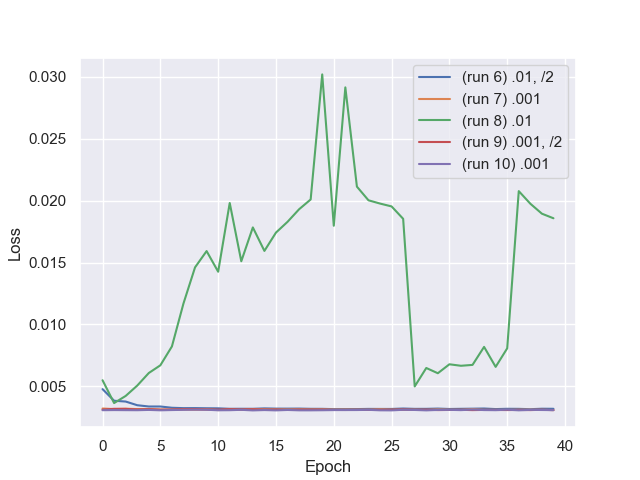 0.030
0.025
0.020
0.015
0.010
0.005
Loss
0 5 10 15 20 25 30 35 40
Epoch
(run 6) .01, /2
(run 7) .001
(run 8) .01
(run 9) .001, /2
(run 10) .001